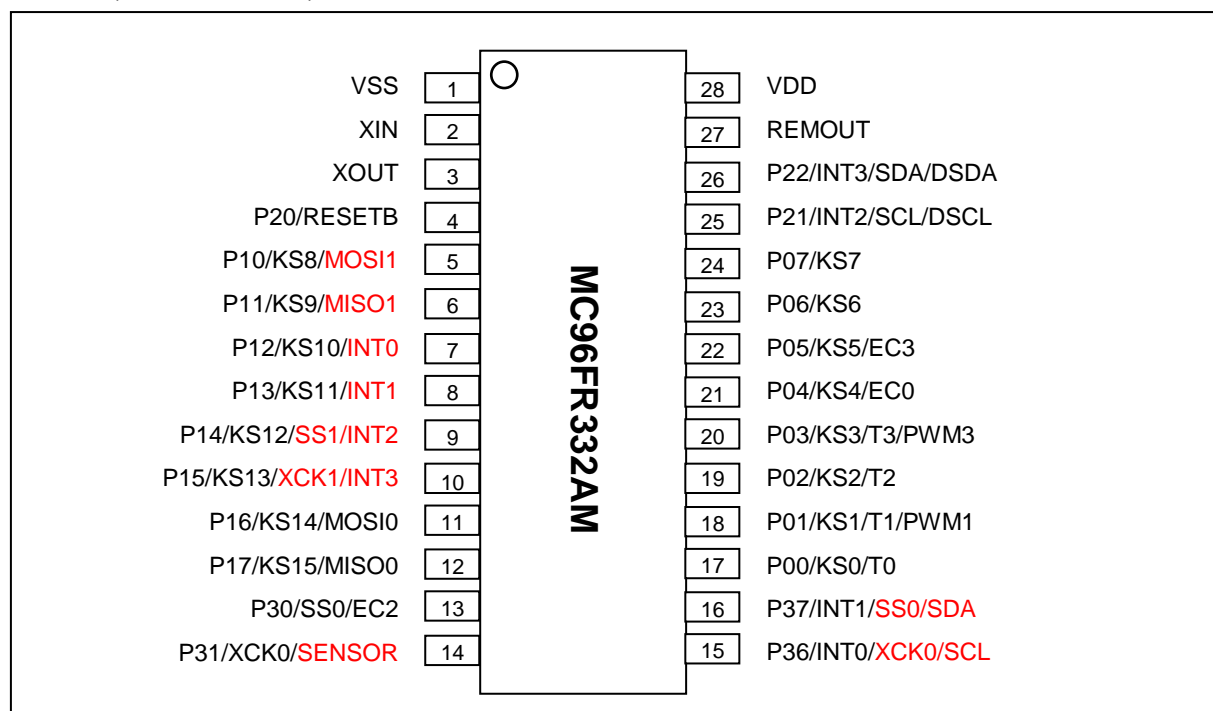 VSS 1 28 VDD
XIN 2 27 REMOUT
XOUT 3 26 P22/INT3/SDA/DSDA
P20/RESETB 4 25 P21/INT2/SCL/DSCL
P10/KS8/MOSI1 5 24 P07/KS7
P11/KS9/MISO1 6 23 P06/KS6
P12/KS10/INT0 7 22 P05/KS5/EC3
P13/KS11/INT1 8 21 P04/KS4/EC0
P14/KS12/SS1/INT2 9 20 P03/KS3/T3/PWM3
P15/KS13/XCK1/INT3 10 19 P02/KS2/T2
P16/KS14/MOSI0 11 18 P01/KS1/T1/PWM1
P17/KS15/MISO0 12 17 P00/KS0/T0
P30/SS0/EC2 13 16 P37/INT1/SS0/SDA
P31/XCK0/SENSOR 14 15 P36/INT0/XCK0/SCL
MC96FR332AM